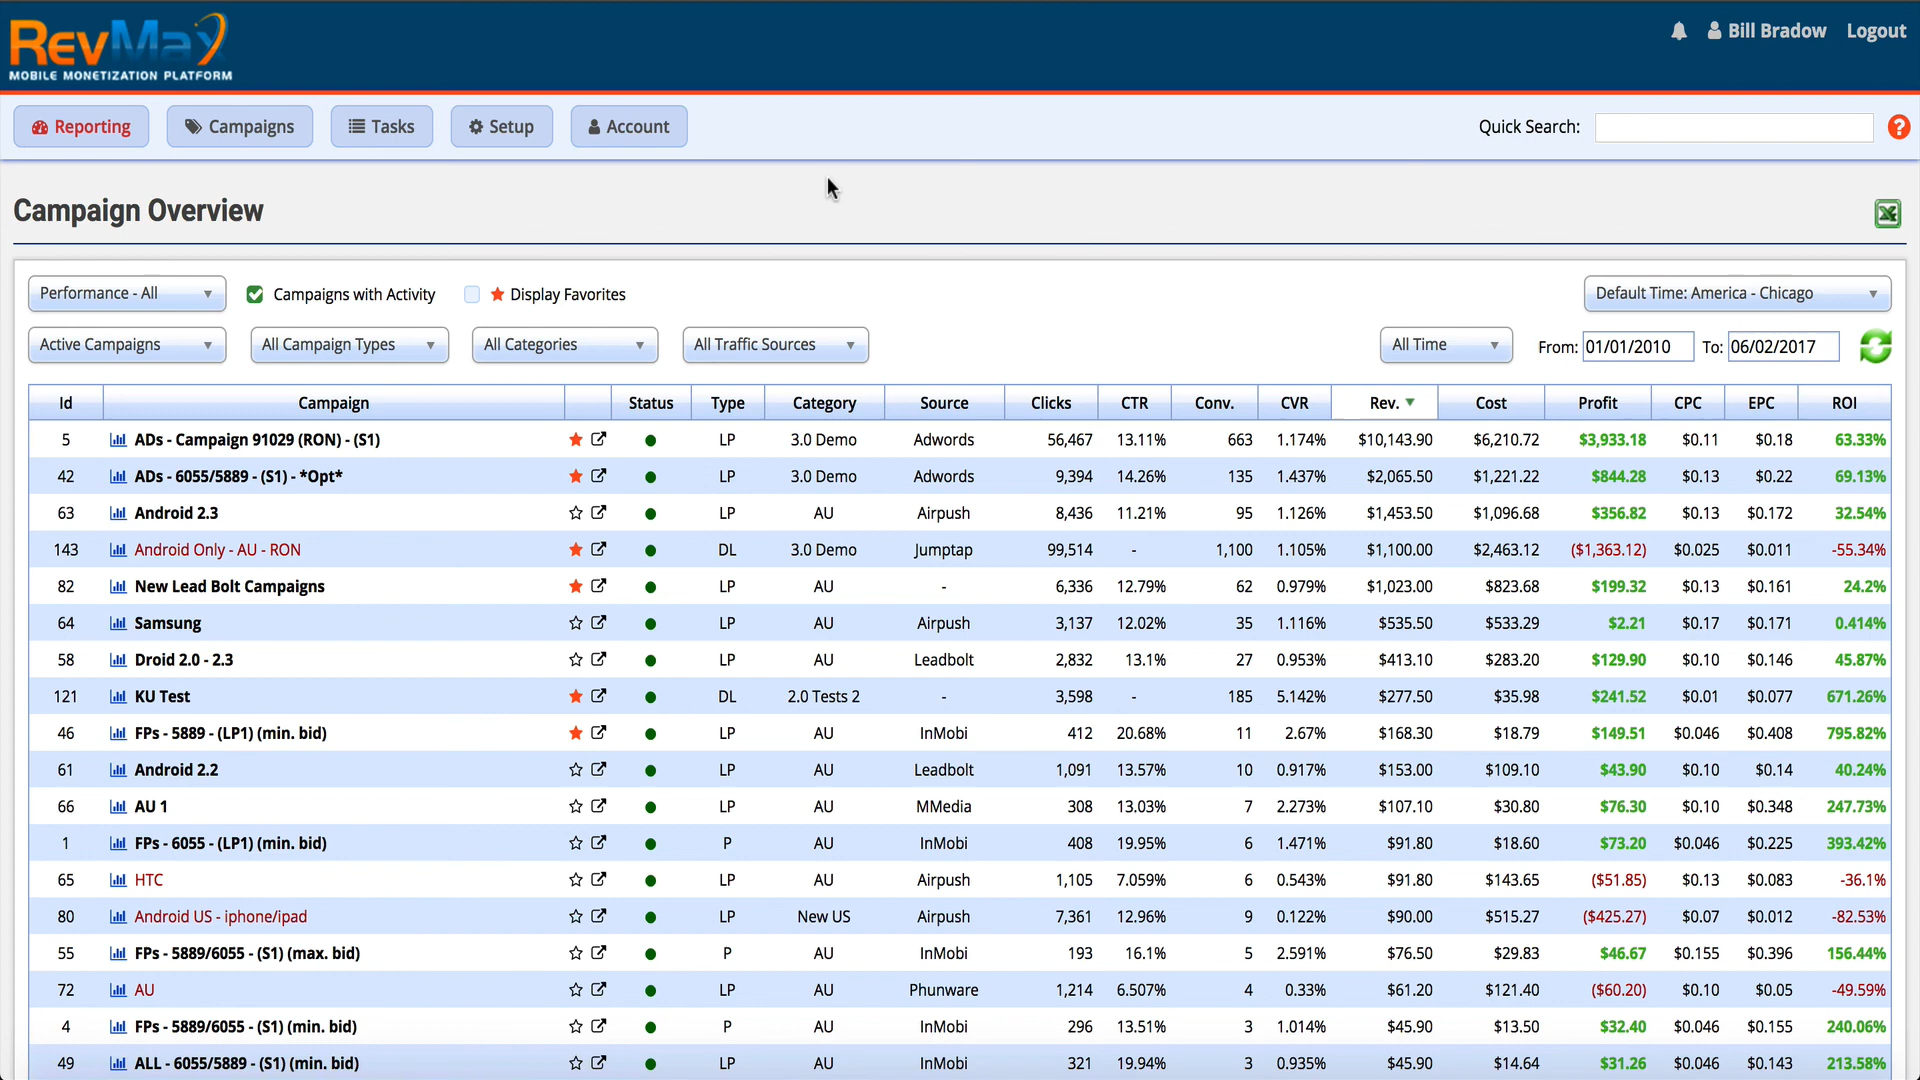 RevMax
MOBILE MONETIZATION PLATFORM
Bill Bradow Logout
Reporting Campaigns Tasks Setup Account Quick Search: ?
Campaign Overview
Performance - All Campaigns with Activity Display Favorites Default Time: America - Chicago
Active Campaigns All Campaign Types All Categories All Traffic Sources All Time From: 01/01/2010 To: 06/02/2017
Id Campaign Status Type Category Source Clicks CTR Conv. CVR Rev. Cost Profit CPC EPC ROI
5 ADs - Campaign 91029 (RON) - (S1) LP 3.0 Demo Adwords 56,467 13.11% 663 1.174% $10,143.90 $6,210.72 $3,933.18 $0.11 $0.18 63.33%
42 ADs - 6055/5889 - (S1) - *Opt* LP 3.0 Demo Adwords 9,394 14.26% 135 1.437% $2,065.50 $1,221.22 $844.28 $0.13 $0.22 69.13%
63 Android 2.3 LP AU Airpush 8,436 11.21% 95 1.126% $1,453.50 $1,096.68 $356.82 $0.13 $0.172 32.54%
143 Android Only - AU - RON DL 3.0 Demo Jumptap 99,514 - 1,100 1.105% $1,100.00 $2,463.12 ($1,363.12) $0.025 $0.011 -55.34%
82 New Lead Bolt Campaigns LP AU - 6,336 12.79% 62 0.979% $1,023.00 $823.68 $199.32 $0.13 $0.161 24.2%
64 Samsung LP AU Airpush 3,137 12.02% 35 1.116% $535.50 $533.29 $2.21 $0.17 $0.171 0.414%
58 Droid 2.0 - 2.3 LP AU Leadbolt 2,832 13.1% 27 0.953% $413.10 $283.20 $129.90 $0.10 $0.146 45.87%
121 KU Test DL 2.0 Tests 2 - 3,598 - 185 5.142% $277.50 $35.98 $241.52 $0.01 $0.077 671.26%
46 FPs - 5889 - (LP1) (min. bid) LP AU InMobi 412 20.68% 11 2.67% $168.30 $18.79 $149.51 $0.046 $0.408 795.82%
61 Android 2.2 LP AU Leadbolt 1,091 13.57% 10 0.917% $153.00 $109.10 $43.90 $0.10 $0.14 40.24%
66 AU 1 LP AU MMedia 308 13.03% 7 2.273% $107.10 $30.80 $76.30 $0.10 $0.348 247.73%
1 FPs - 6055 - (LP1) (min. bid) P AU InMobi 408 19.95% 6 1.471% $91.80 $18.60 $73.20 $0.046 $0.225 393.42%
65 HTC LP AU Airpush 1,105 7.059% 6 0.543% $91.80 $143.65 ($51.85) $0.13 $0.083 -36.1%
80 Android US - iphone/ipad LP New US Airpush 7,361 12.96% 9 0.122% $90.00 $515.27 ($425.27) $0.07 $0.012 -82.53%
55 FPs - 5889/6055 - (S1) (max. bid) P AU InMobi 193 16.1% 5 2.591% $76.50 $29.83 $46.67 $0.155 $0.396 156.44%
72 AU LP AU Phunware 1,214 6.507% 4 0.33% $61.20 $121.40 ($60.20) $0.10 $0.05 -49.59%
4 FPs - 5889/6055 - (S1) (min. bid) P AU InMobi 296 13.51% 3 1.014% $45.90 $13.50 $32.40 $0.046 $0.155 240.06%
49 ALL - 6055/5889 - (S1) (min. bid) LP AU InMobi 321 19.94% 3 0.935% $45.90 $14.64 $31.26 $0.046 $0.143 213.58%